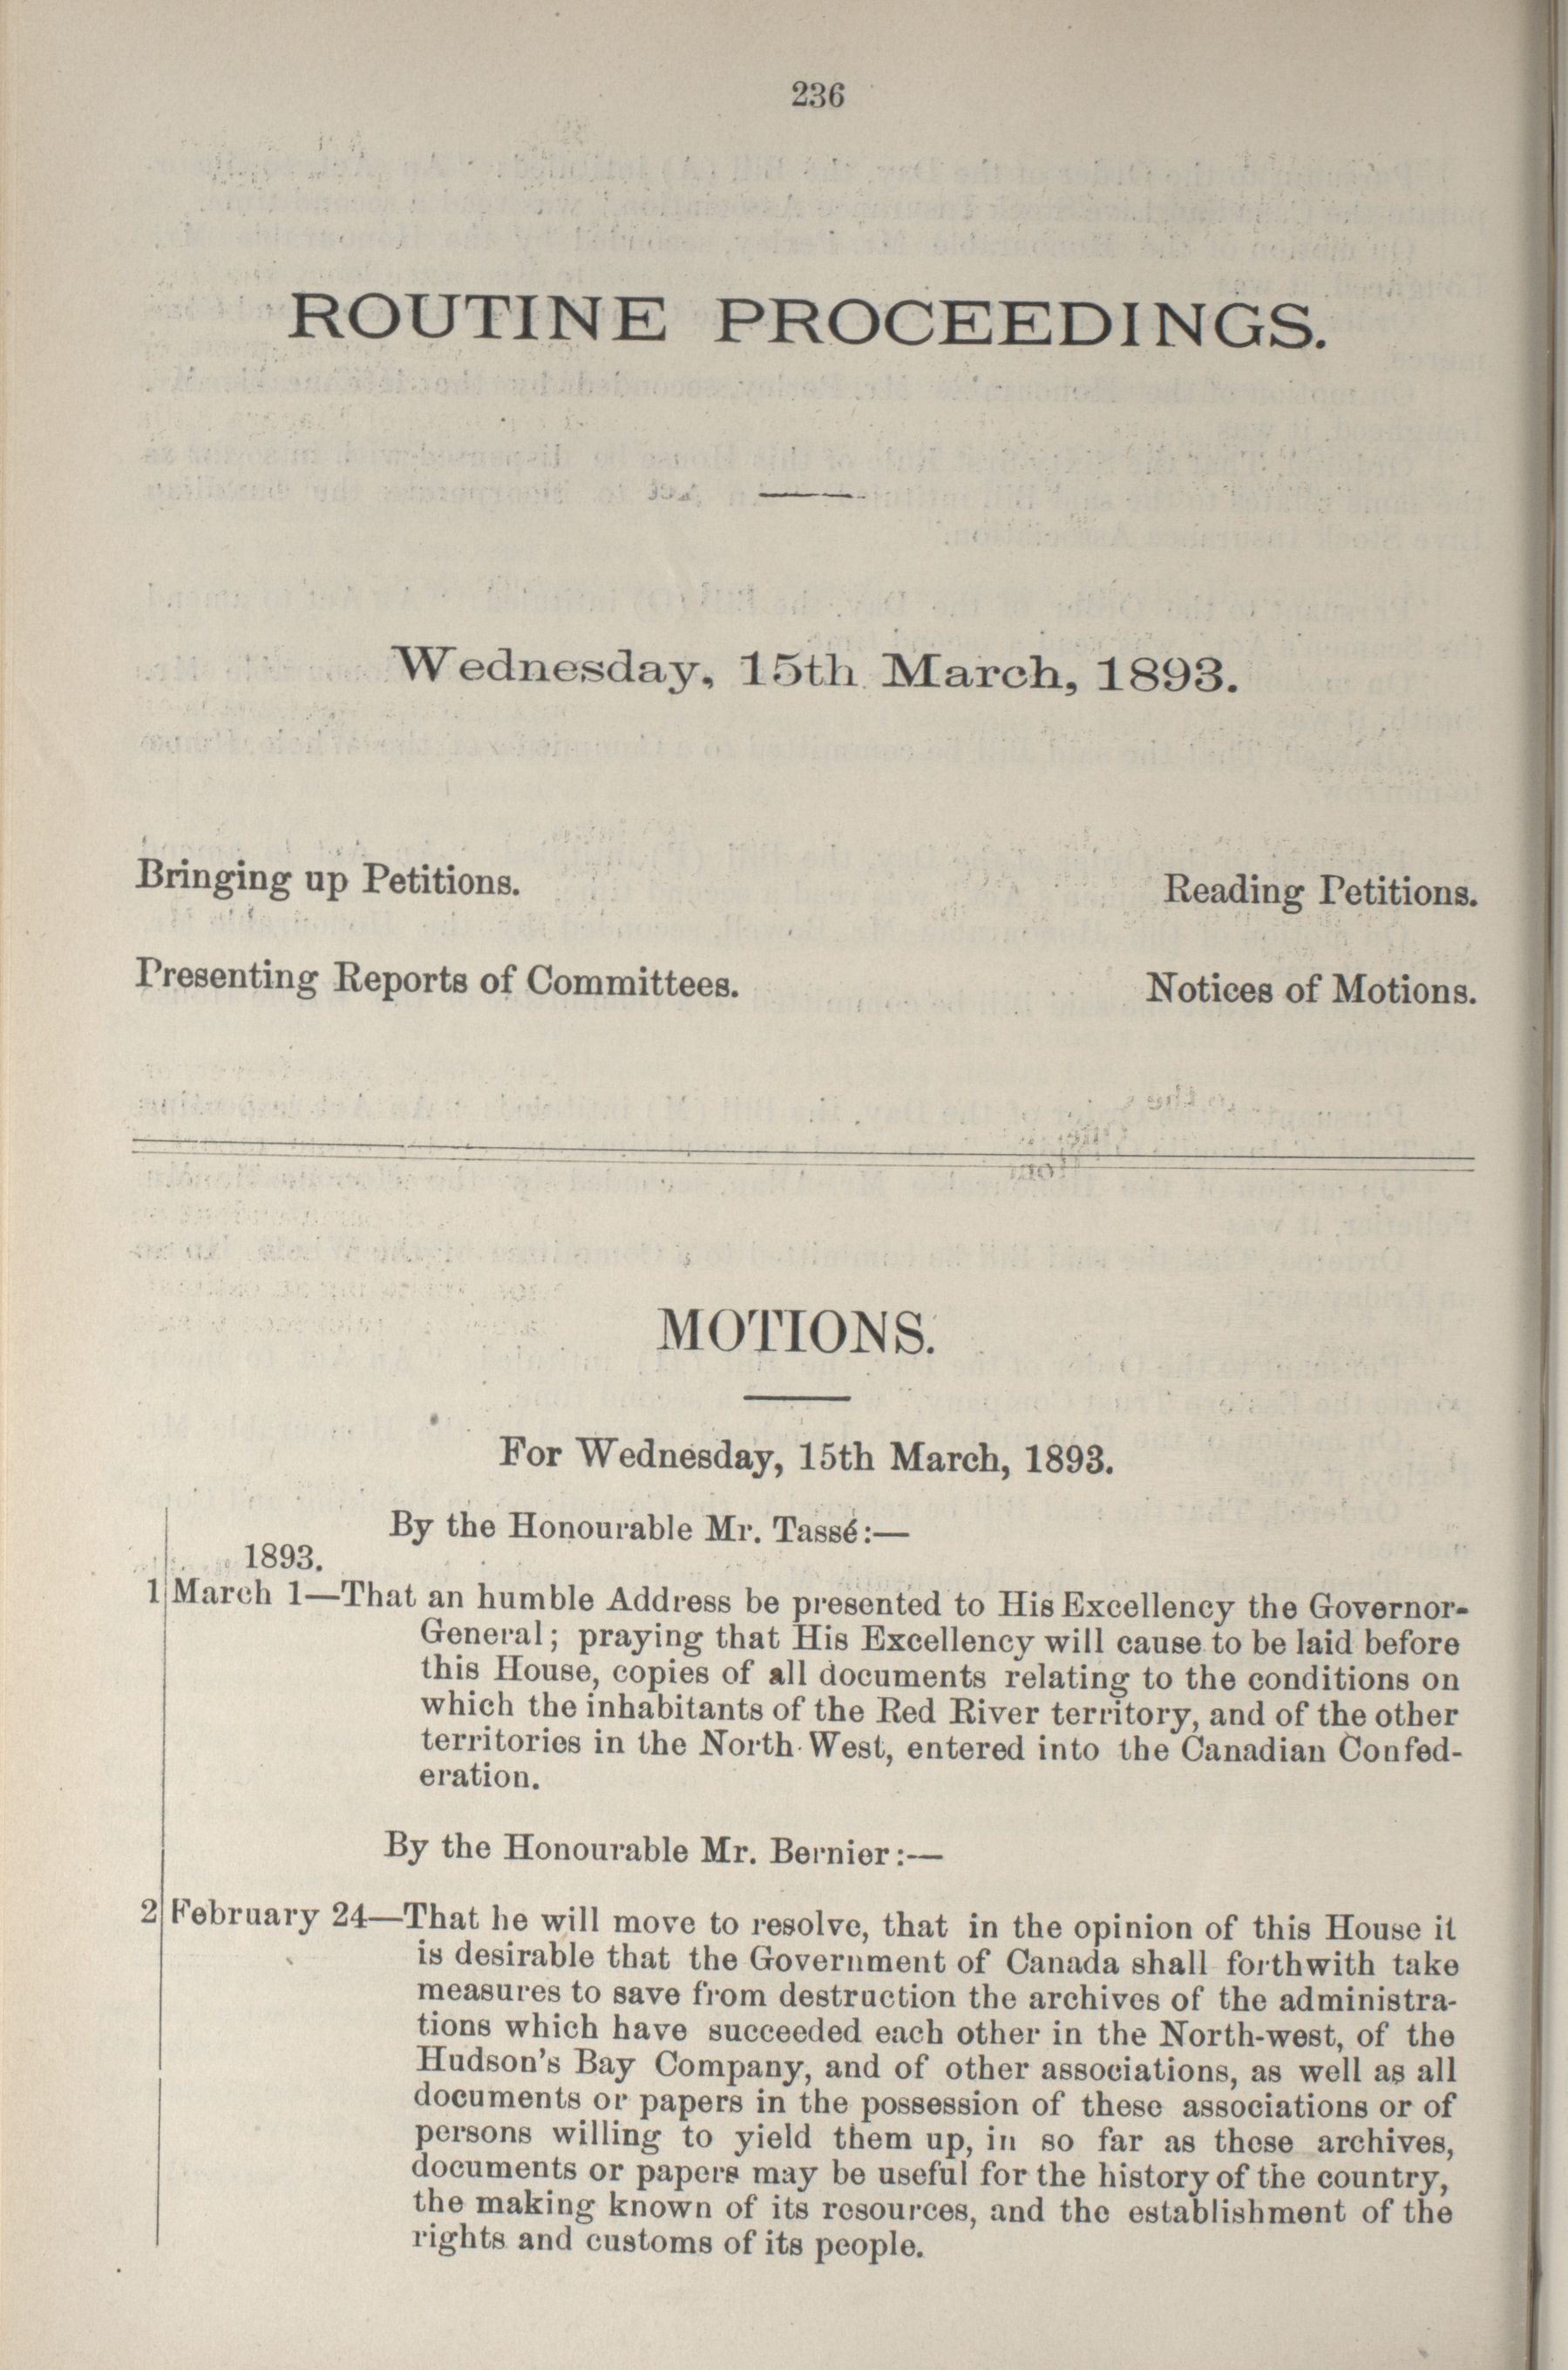 236
ROUTINE PROCEEDINGS.
Wednesday, 15th March, 1893.
Bringing up Petitions.
Reading Petitions.
Presenting Reports of Committees.
Notices of Motions.
MOTIONS.
For Wednesday, 15th March, 1893.
By the Honourable Mr. Tassé:—
1893.
1 March 1—That an humble Address be presented to His Excellency the Governor-
General; praying that His Excellency will cause to be laid before
this House, copies of all documents relating to the conditions on
which the inhabitants of the Red River territory, and of the other
territories in the North-West, entered into the Canadian Confed-
eration.
By the Honourable Mr. Bernier:—
2 February 24—That he will move to resolve, that in the opinion of this House it
is desirable that the Government of Canada shall forthwith take
measures to save from destruction the archives of the administra-
tions which have succeeded each other in the North-west, of the
Hudson's Bay Company, and of other associations, as well as all
documents or papers in the possession of these associations or of
persons willing to yield them up, in so far as these archives,
documents or papers may be useful for the history of the country,
the making known of its resources, and the establishment of the
rights and customs of its people.